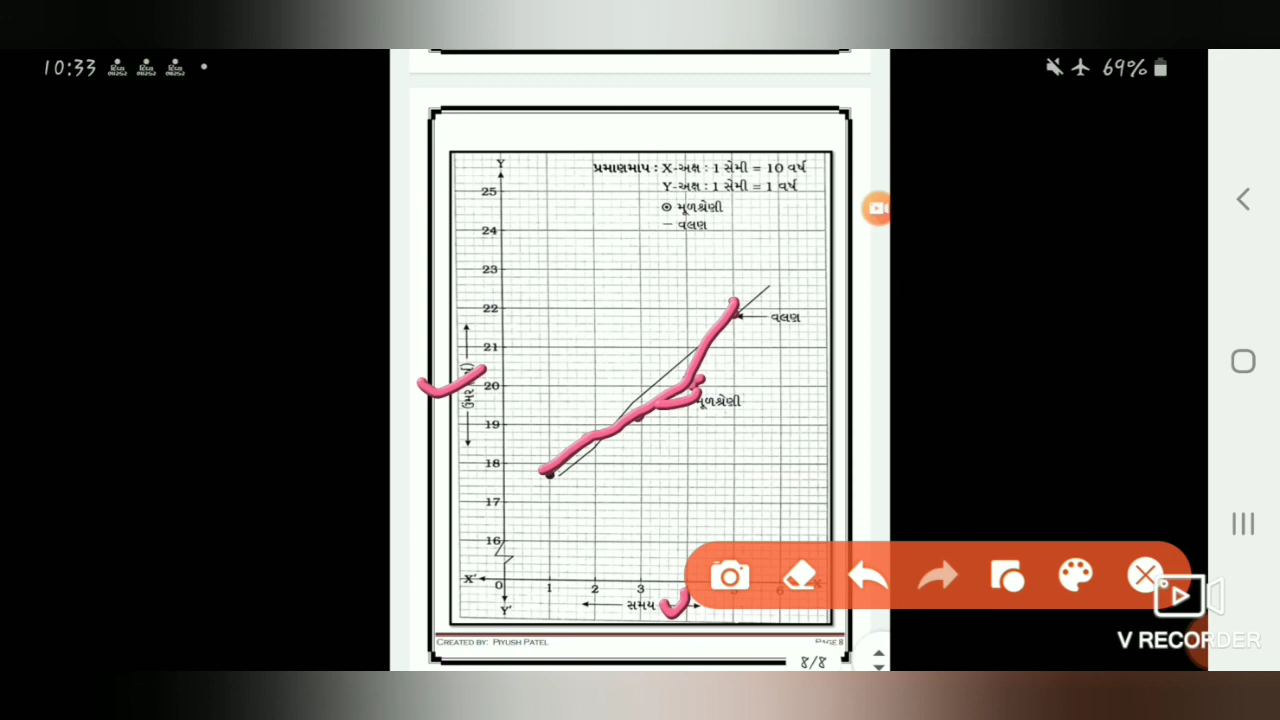 10:33
69%
પ્રમાણમાપ : X-અક્ષ : 1 સેમી = 10 વર્ષ
Y-અક્ષ : 1 સેમી = 1 વર્ષ
⊙ મૂળશ્રેણી
– વલણ
Y
25
24
23
22
વલણ
21
20
મૂળશ્રેણી
19
18
17
16
X' 0 1 2 3
Y'
સમય
CREATED BY: PIYUSH PATEL PAGE 8
8/8
V RECORDER